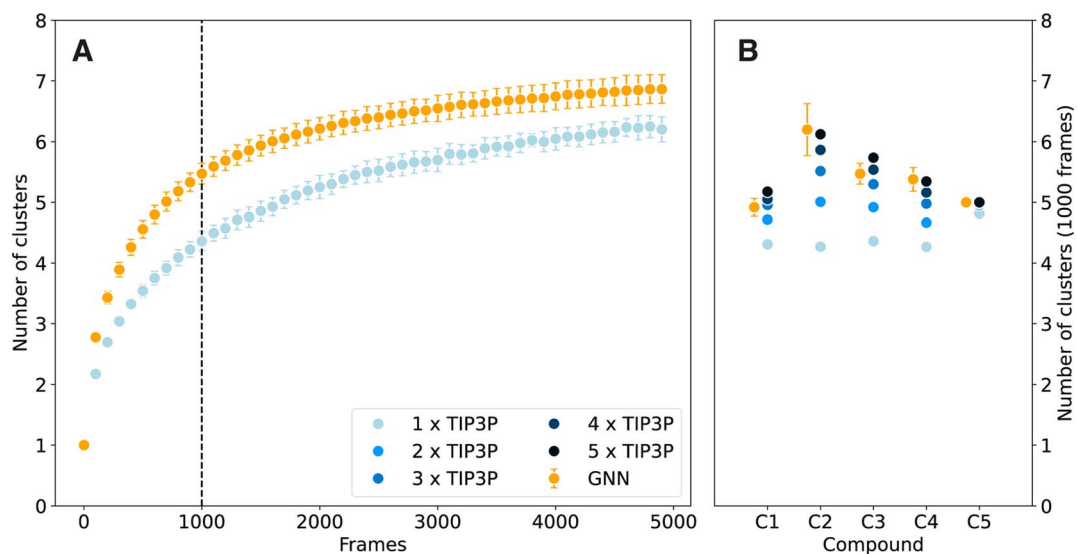 A
B
Number of clusters
8
7
6
5
4
3
2
1
0
0
1000
2000
3000
4000
5000
Frames
1 x TIP3P
2 x TIP3P
3 x TIP3P
4 x TIP3P
5 x TIP3P
GNN
C1
C2
C3
C4
C5
Compound
8
7
6
5
4
3
2
1
0
Number of clusters (1000 frames)